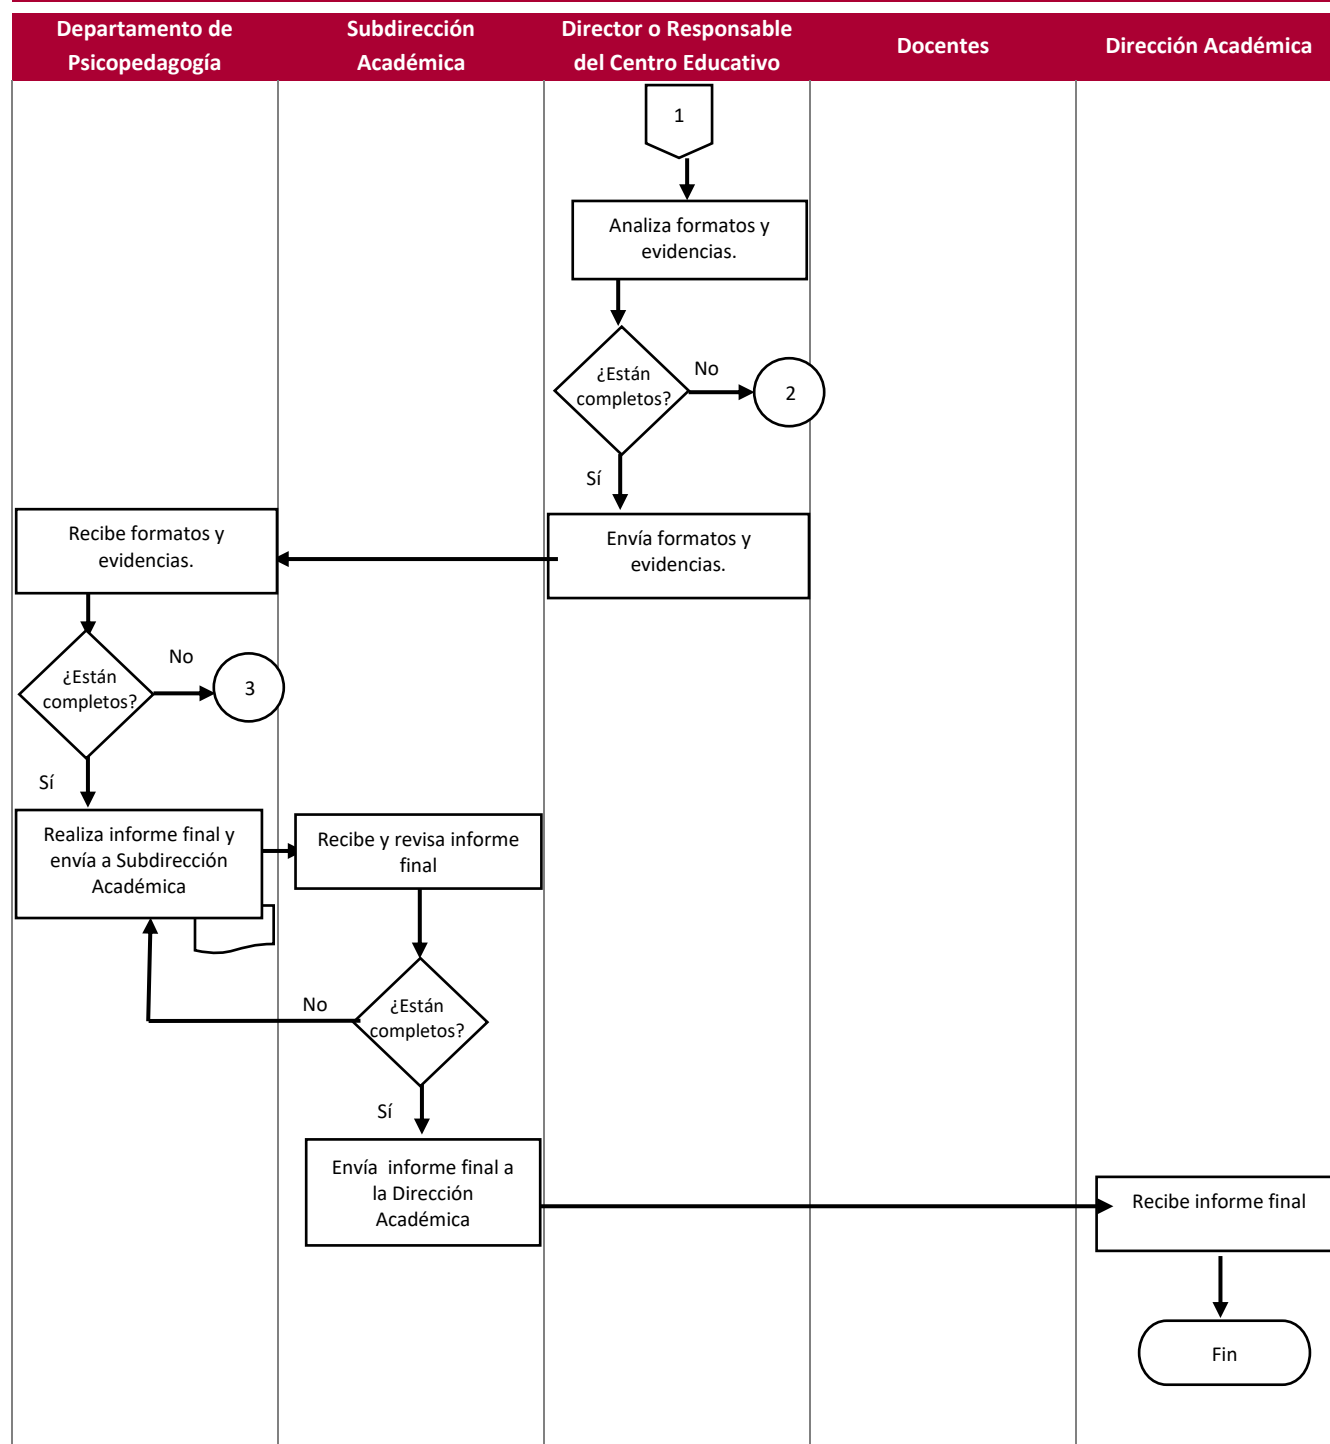 Departamento de
Psicopedagogía
Subdirección
Académica
Director o Responsable
del Centro Educativo
Docentes
Dirección Académica
1
Analiza formatos y
evidencias.
¿Están
completos?
No
2
Sí
Envía formatos y
evidencias.
Recibe formatos y
evidencias.
¿Están
completos?
No
3
Sí
Realiza informe final y
envía a Subdirección
Académica
Recibe y revisa informe
final
¿Están
completos?
No
Sí
Envía  informe final a
la Dirección
Académica
Recibe informe final
Fin